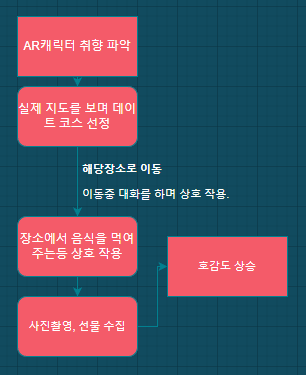 AR캐릭터 취향 파악
실제 지도를 보며 데이
트 코스 선정
해당장소로 이동
이동중 대화를 하며 상호 작용.
장소에서 음식을 먹여
주는등 상호 작용
호감도 상승
사진촬영, 선물 수집